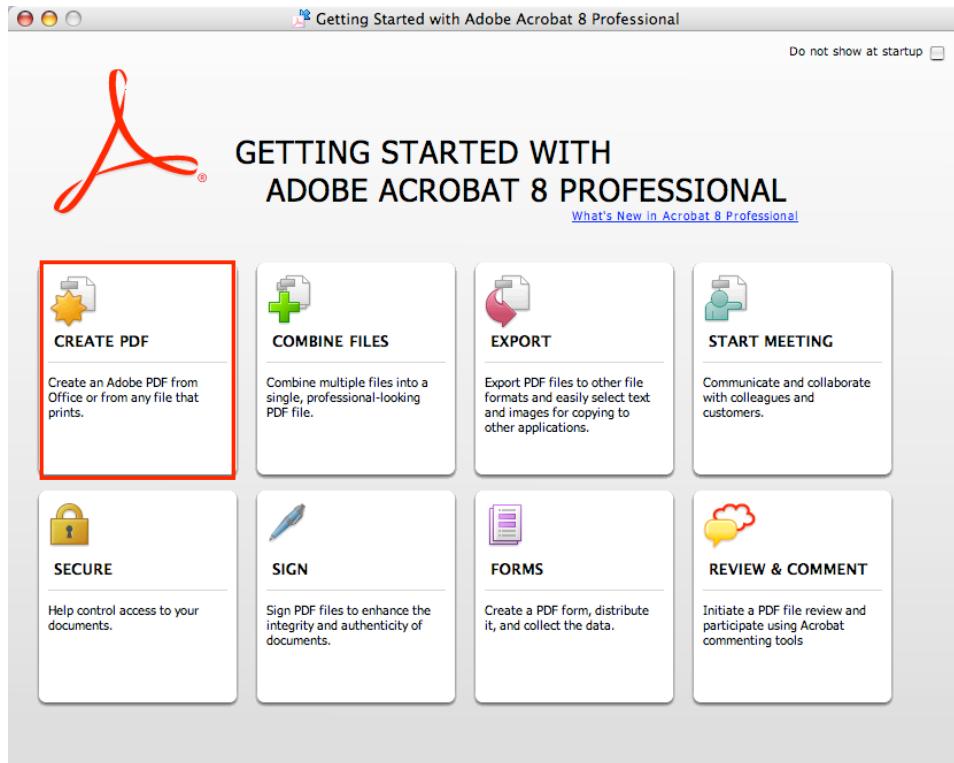 Getting Started with Adobe Acrobat 8 Professional
Do not show at startup
GETTING STARTED WITH
ADOBE ACROBAT 8 PROFESSIONAL
®
What's New in Acrobat 8 Professional
CREATE PDF
Create an Adobe PDF from
Office or from any file that
prints.
COMBINE FILES
Combine multiple files into a
single, professional-looking
PDF file.
EXPORT
Export PDF files to other file
formats and easily select text
and images for copying to
other applications.
START MEETING
Communicate and collaborate
with colleagues and
customers.
SECURE
Help control access to your
documents.
SIGN
Sign PDF files to enhance the
integrity and authenticity of
documents.
FORMS
Create a PDF form, distribute
it, and collect the data.
REVIEW & COMMENT
Initiate a PDF file review and
participate using Acrobat
commenting tools